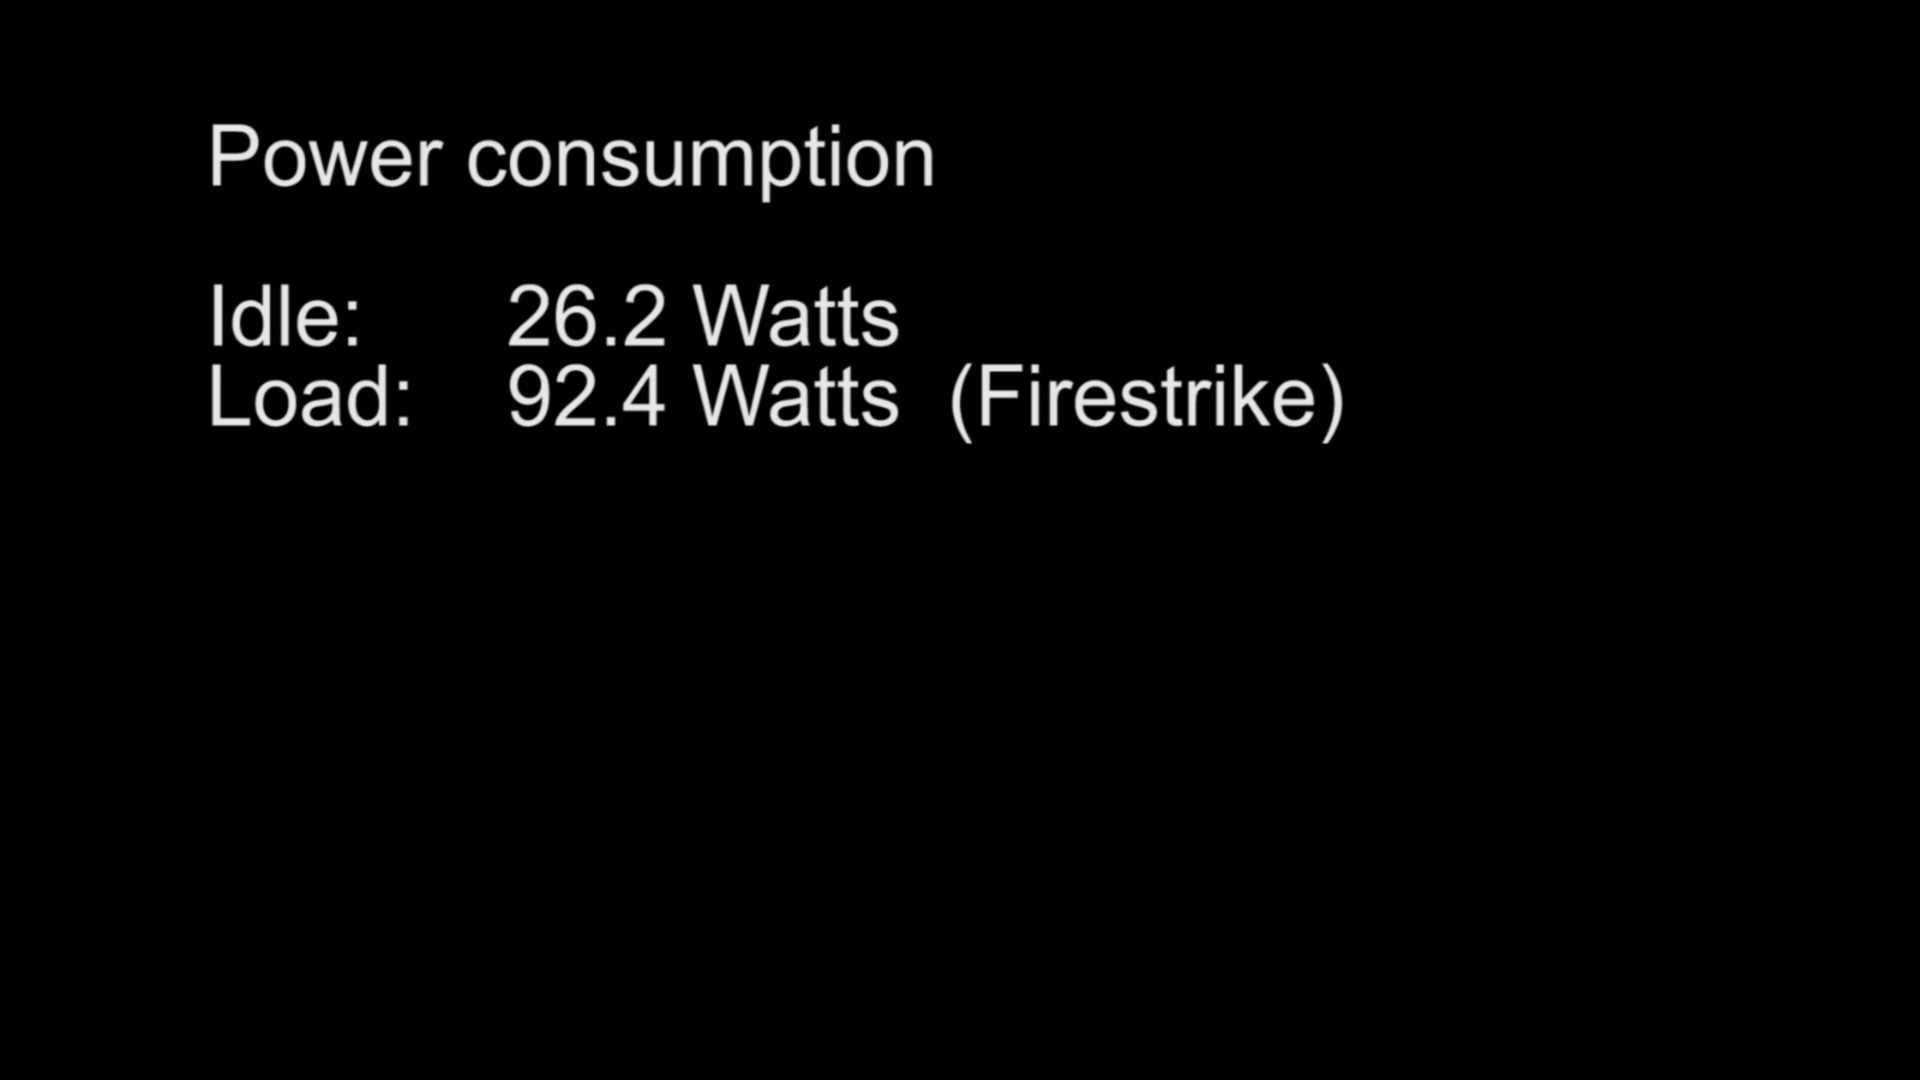 Power consumption
Idle: 26.2 Watts
Load: 92.4 Watts (Firestrike)